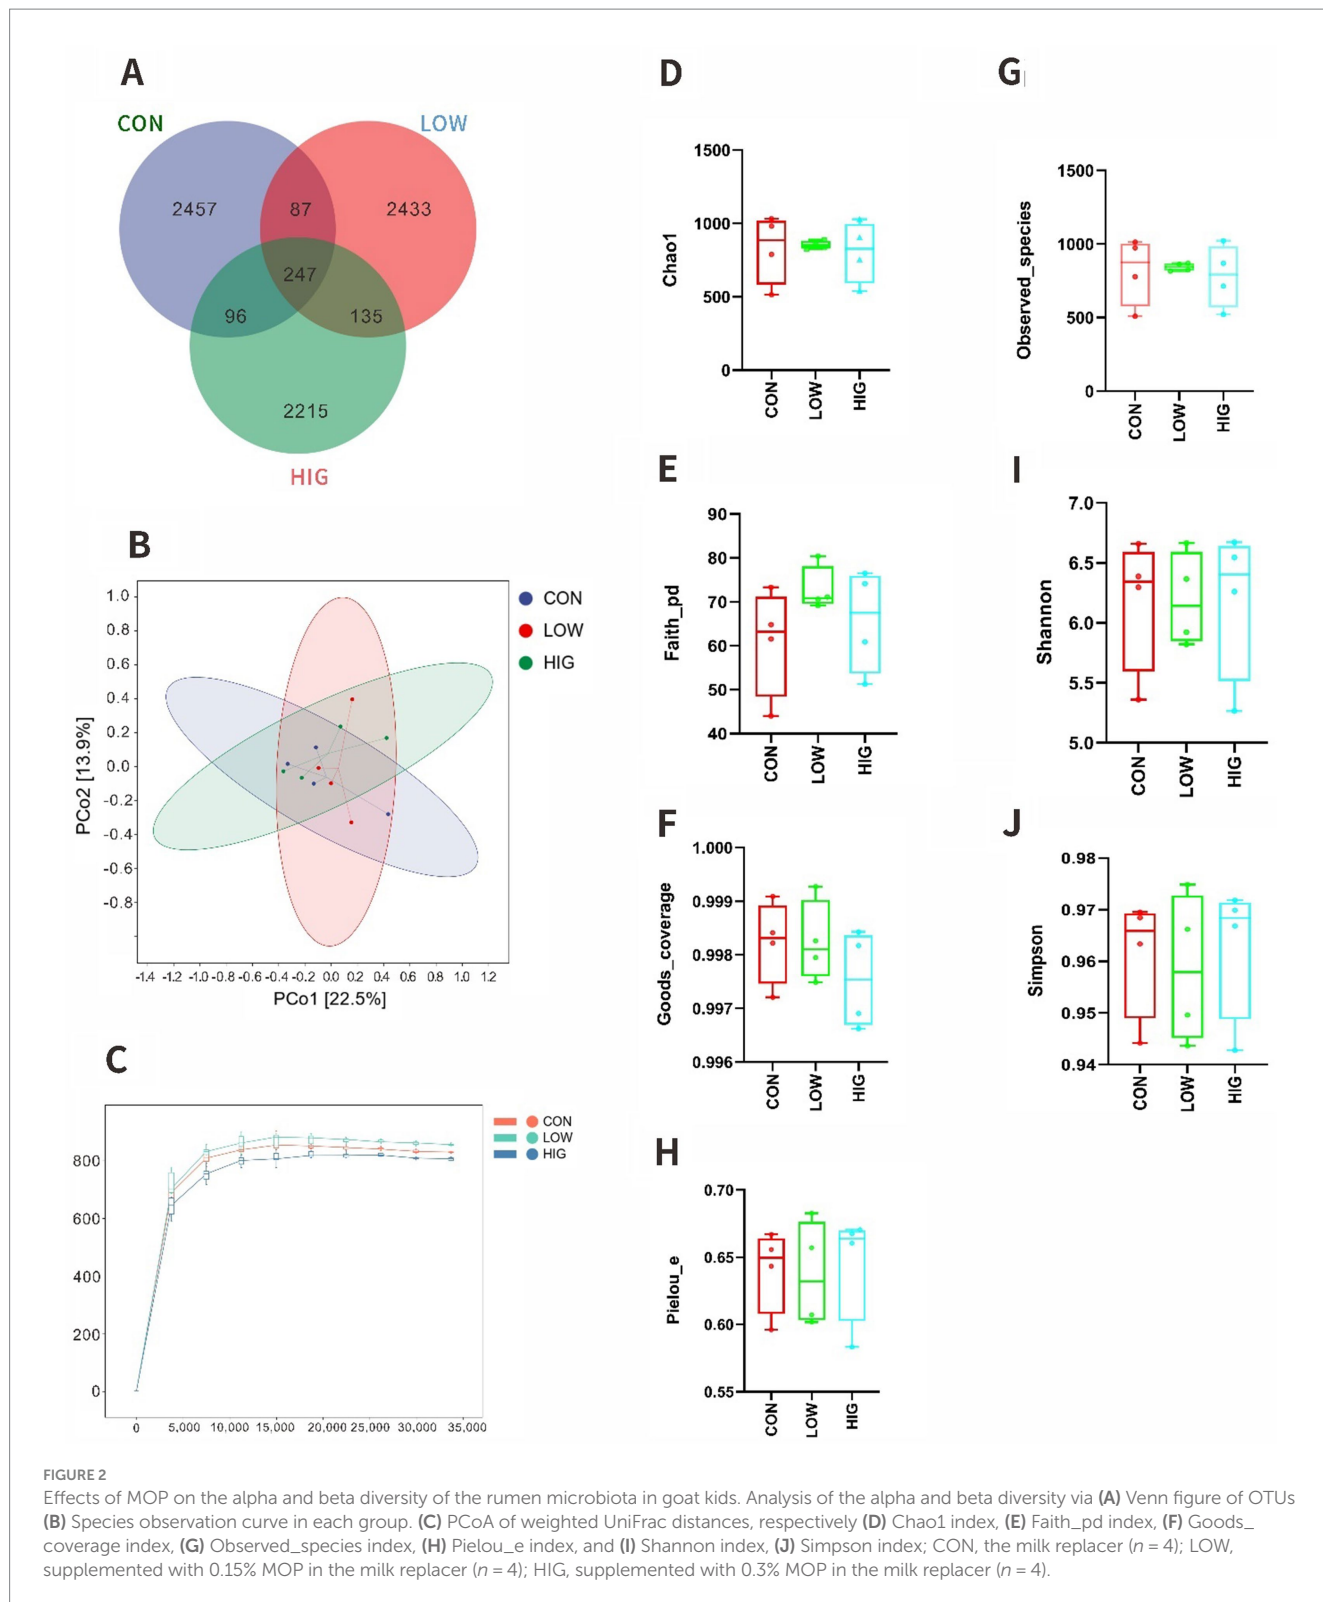 A
CON
LOW
2457
87
2433
247
96
135
2215
HIG
B
1.0
0.8
0.6
0.4
0.2
0.0
-0.2
-0.4
-0.6
-0.8
PCo2 [13.9%]
-1.4 -1.2 -1.0 -0.8 -0.6 -0.4 -0.2 0.0 0.2 0.4 0.6 0.8 1.0 1.2
PCo1 [22.5%]
CON
LOW
HIG
C
800
600
400
200
0
0 5,000 10,000 15,000 20,000 25,000 30,000 35,000
CON
LOW
HIG
D
1500
1000
500
0
Chao1
CON LOW HIG
G
1500
1000
500
0
Observed_species
CON LOW HIG
E
90
80
70
60
50
40
Faith_pd
CON LOW HIG
I
7.0
6.5
6.0
5.5
5.0
Shannon
CON LOW HIG
F
1.000
0.999
0.998
0.997
0.996
Goods_coverage
CON LOW HIG
J
0.98
0.97
0.96
0.95
0.94
Simpson
CON LOW HIG
H
0.70
0.65
0.60
0.55
Pielou_e
CON LOW HIG
FIGURE 2
Effects of MOP on the alpha and beta diversity of the rumen microbiota in goat kids. Analysis of the alpha and beta diversity via (A) Venn figure of OTUs
(B) Species observation curve in each group. (C) PCoA of weighted UniFrac distances, respectively (D) Chao1 index, (E) Faith_pd index, (F) Goods_
coverage index, (G) Observed_species index, (H) Pielou_e index, and (I) Shannon index, (J) Simpson index; CON, the milk replacer (n = 4); LOW,
supplemented with 0.15% MOP in the milk replacer (n = 4); HIG, supplemented with 0.3% MOP in the milk replacer (n = 4).